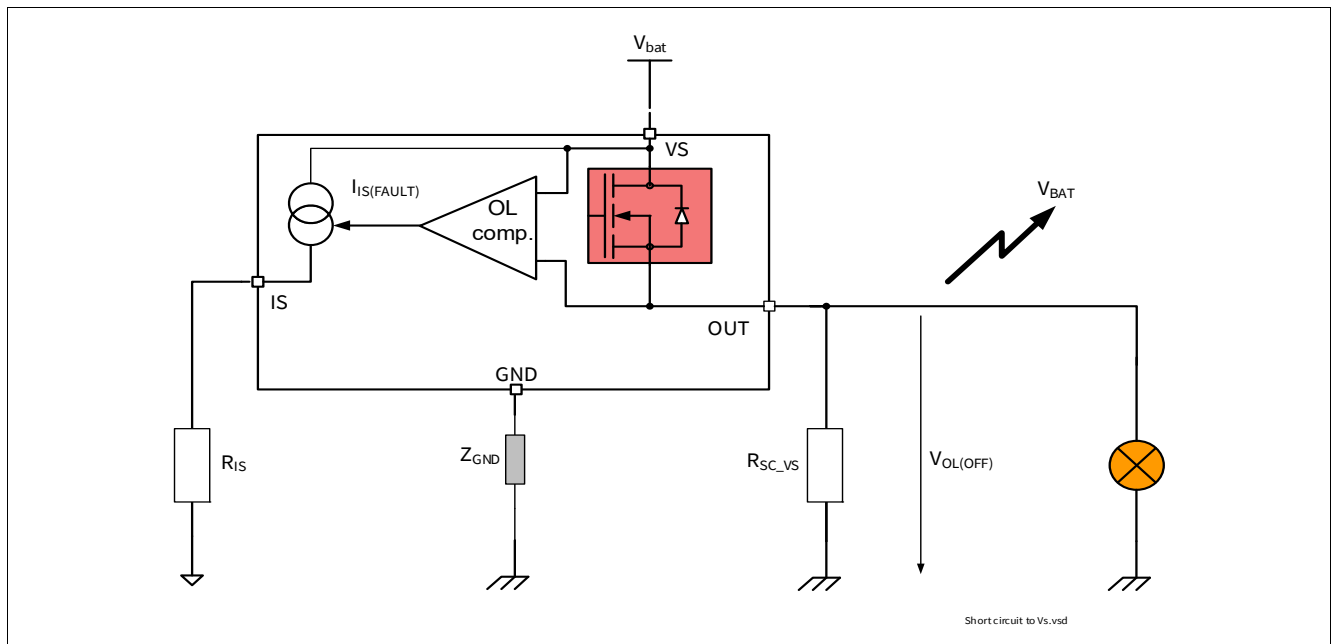 Vbat
VS
IIS(FAULT)
OL
comp.
VBAT
IS
OUT
GND
ZGND
RIS
RSC_VS
VOL(OFF)
Short circuit to Vs.vsd